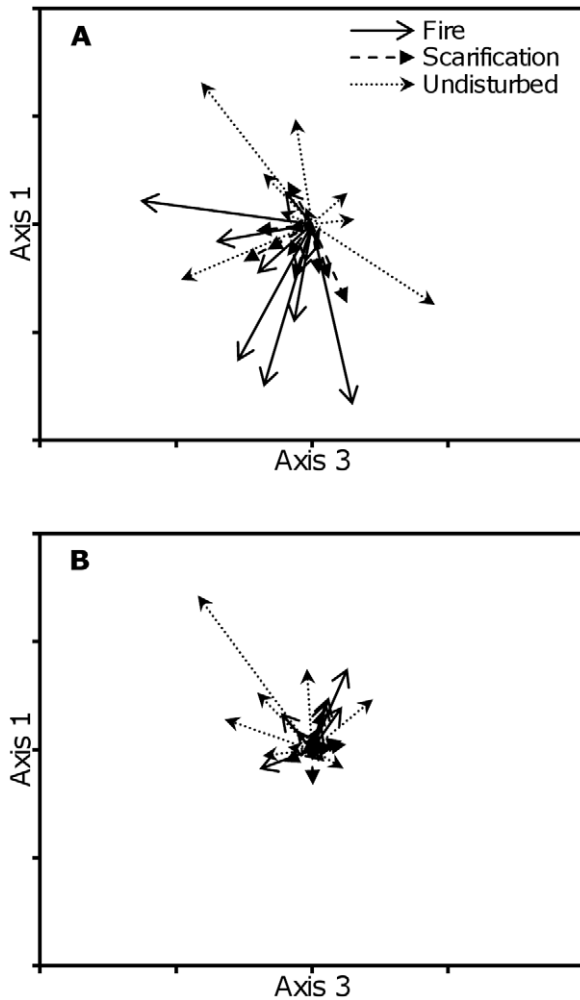 A
Fire
Scarification
Undisturbed
Axis 1
Axis 3
B
Axis 1
Axis 3